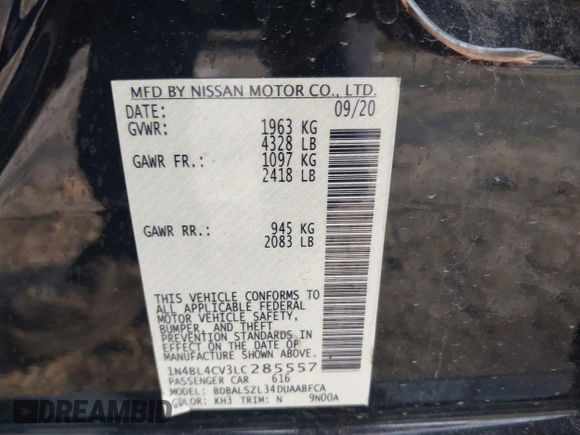 MFD BY NISSAN MOTOR CO., LTD.
DATE: 09/20
GVWR: 1963 KG
4328 LB
GAWR FR.: 1097 KG
2418 LB
GAWR RR.: 945 KG
2083 LB
THIS VEHICLE CONFORMS TO
ALL APPLICABLE FEDERAL
MOTOR VEHICLE SAFETY,
BUMPER, AND THEFT
PREVENTION STANDARDS IN
EFFECT ON THE DATE OF
MANUFACTURE SHOWN ABOVE.
1N4BL4CV3LC285557
PASSENGER CAR 616
MODEL: BDBALSZL34DUAABFCA
COLOR: KH3 TRIM: N 9N00A
BIDFAX
DREAMBID.COM